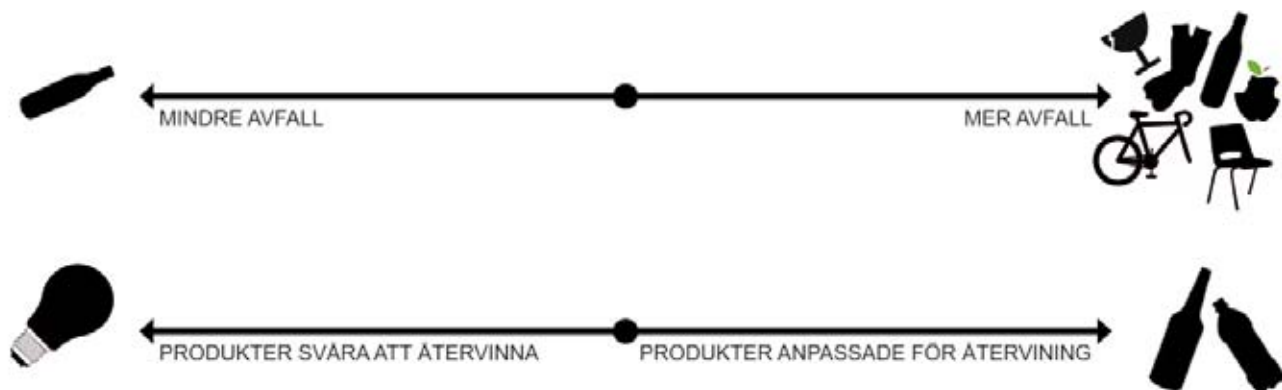 MINDRE AVFALL
MER AVFALL
PRODUKTER SVÅRA ATT ÅTERVINNA
PRODUKTER ANPASSADE FÖR ÅTERVINING